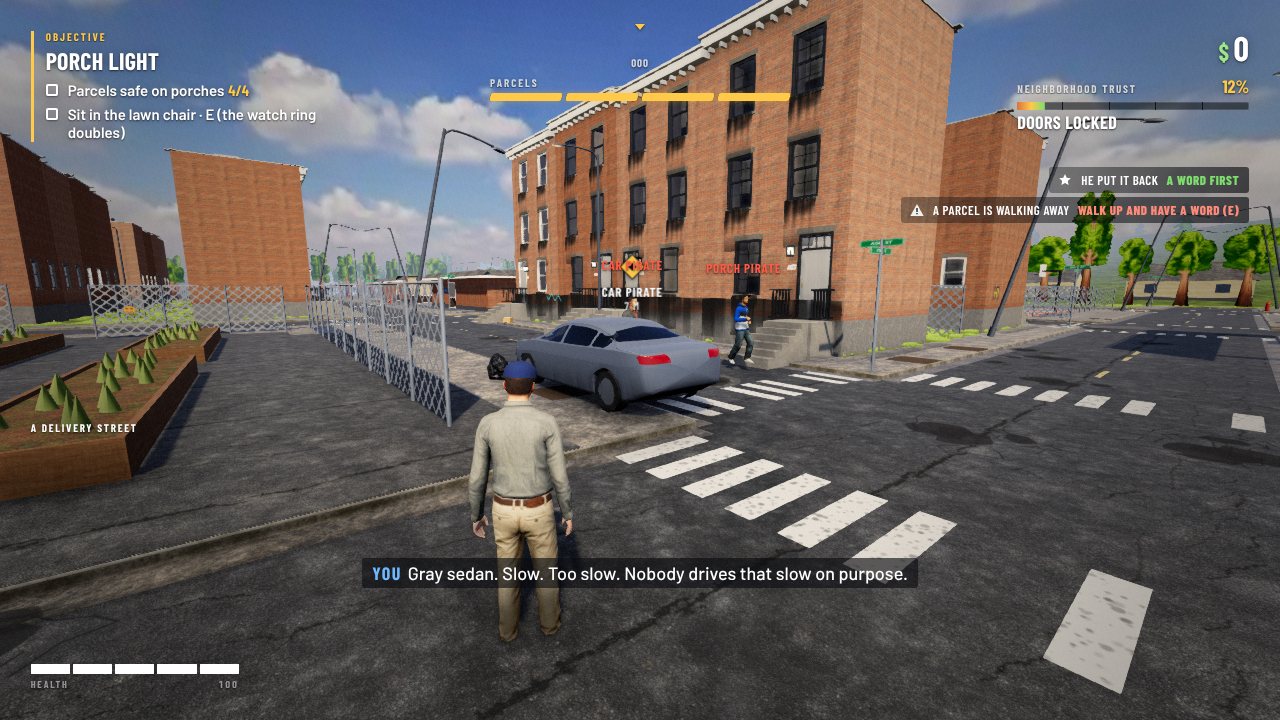 OBJECTIVE
PORCH LIGHT
Parcels safe on porches 4/4
Sit in the lawn chair · E (the watch ring
doubles)
000
PARCELS
$ 0
NEIGHBORHOOD TRUST 12%
DOORS LOCKED
HE PUT IT BACK A WORD FIRST
A PARCEL IS WALKING AWAY WALK UP AND HAVE A WORD (E)
PORCH PIRATE
CAR PIRATE
A DELIVERY STREET
YOU Gray sedan. Slow. Too slow. Nobody drives that slow on purpose.
HEALTH 100